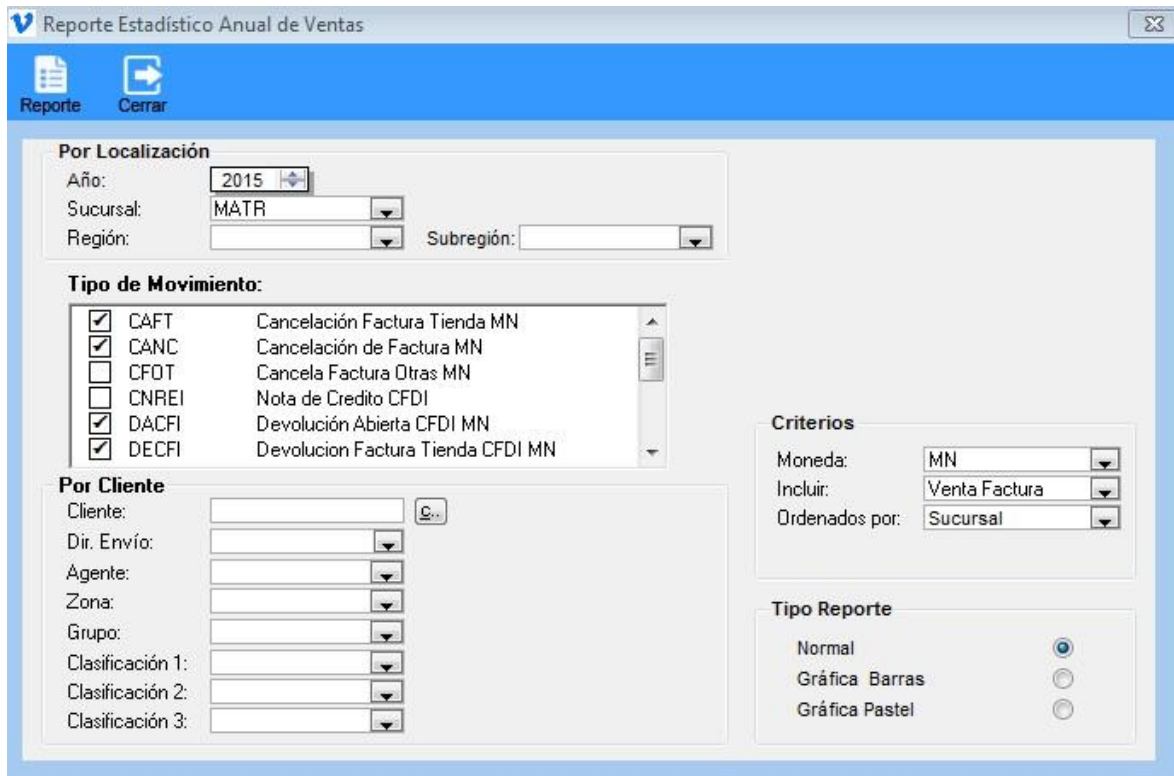 Reporte Estadístico Anual de Ventas
Reporte Cerrar
Por Localización
Año: 2015
Sucursal: MATR
Región: Subregión:
Tipo de Movimiento:
CAFT Cancelación Factura Tienda MN
CANC Cancelación de Factura MN
CFOT Cancela Factura Otras MN
CNREI Nota de Credito CFDI
DACFI Devolución Abierta CFDI MN
DECFI Devolucion Factura Tienda CFDI MN
Por Cliente
Cliente: C..
Dir. Envío:
Agente:
Zona:
Grupo:
Clasificación 1:
Clasificación 2:
Clasificación 3:
Criterios
Moneda: MN
Incluir: Venta Factura
Ordenados por: Sucursal
Tipo Reporte
Normal
Gráfica Barras
Gráfica Pastel